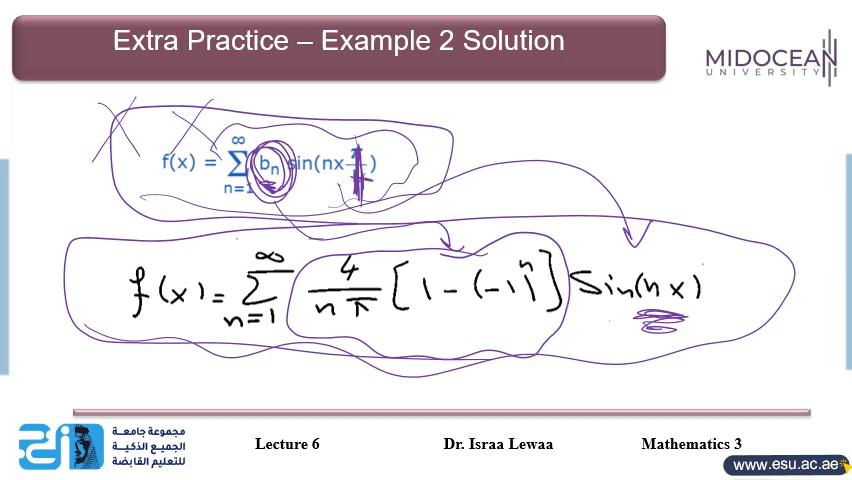 Extra Practice – Example 2 Solution
MIDOCEAN
UNIVERSITY
∞
f(x) = ∑ bₙ sin(nx π/L)
n=1
∞
f(x) = ∑ 4/(nπ) [1 - (-1)ⁿ] Sin(nx)
n=1
مجموعة جامعة
الجميع الذكية
للتعليم القابضة
Lecture 6
Dr. Israa Lewaa
Mathematics 3
www.esu.ac.ae